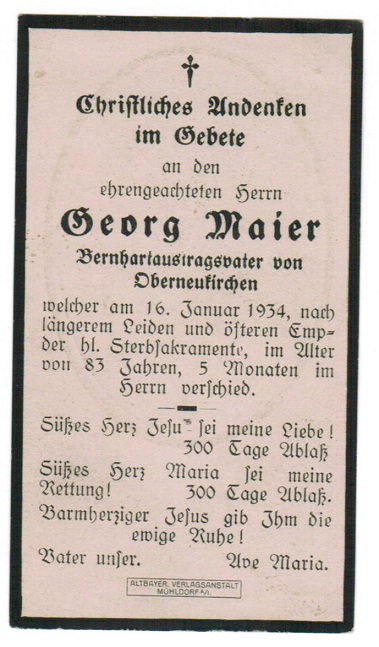 Christliches Andenken
im Gebete
an den
ehrengeachteten Herrn
Georg Maier
Bernhartaustragsvater von
Oberneukirchen
welcher am 16. Januar 1934, nach
längerem Leiden und öfteren Emp-
der hl. Sterbsakramente, im Alter
von 83 Jahren, 5 Monaten im
Herrn verschied.
Süßes Herz Jesu sei meine Liebe!
300 Tage Ablaß
Süßes Herz Maria sei meine
Rettung! 300 Tage Ablaß.
Barmherziger Jesus gib Ihm die
ewige Ruhe!
Vater unser. Ave Maria.
ALTBAYER. VERLAGSANSTALT
MÜHLDORF A/I.